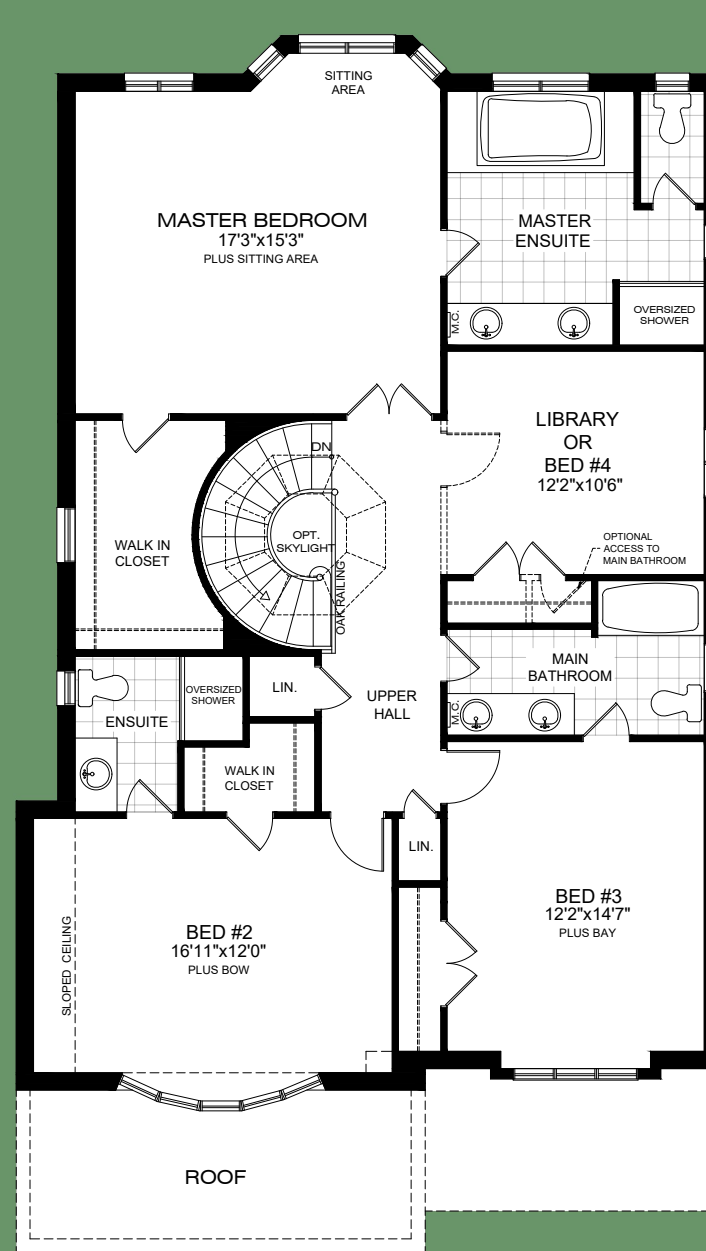 SITTING
AREA
MASTER BEDROOM
17'3"x15'3"
PLUS SITTING AREA
MASTER
ENSUITE
M.C.
OVERSIZED
SHOWER
LIBRARY
OR
BED #4
12'2"x10'6"
DN
OPT.
SKYLIGHT
OAK RAILING
WALK IN
CLOSET
OPTIONAL
ACCESS TO
MAIN BATHROOM
MAIN
BATHROOM
M.C.
OVERSIZED
SHOWER
LIN.
ENSUITE
UPPER
HALL
WALK IN
CLOSET
LIN.
BED #2
16'11"x12'0"
PLUS BOW
SLOPED CEILING
BED #3
12'2"x14'7"
PLUS BAY
ROOF